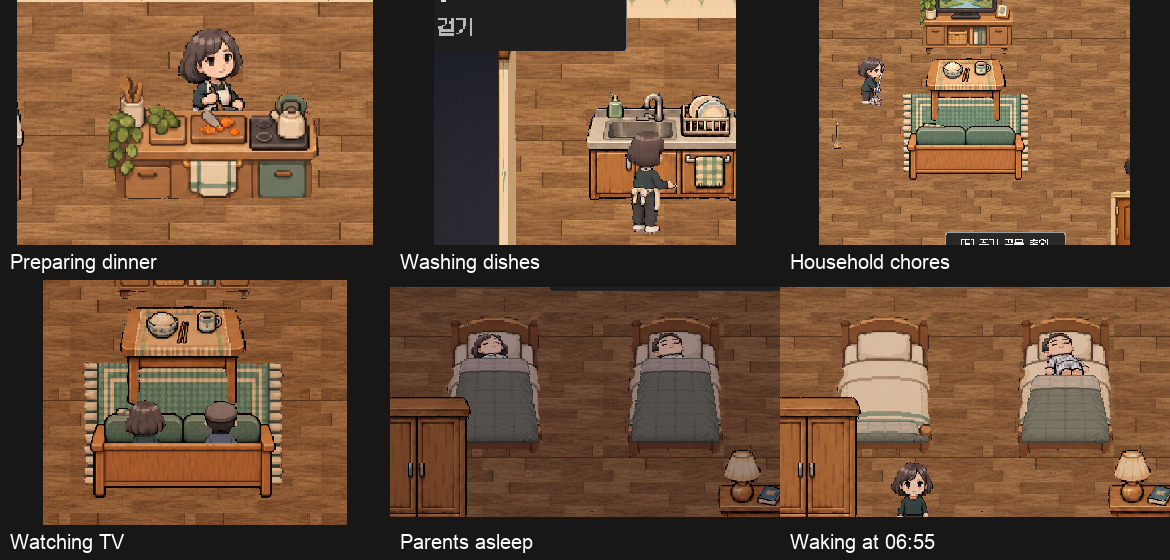 걷기
Preparing dinner
Washing dishes
Household chores
Watching TV
Parents asleep
Waking at 06:55